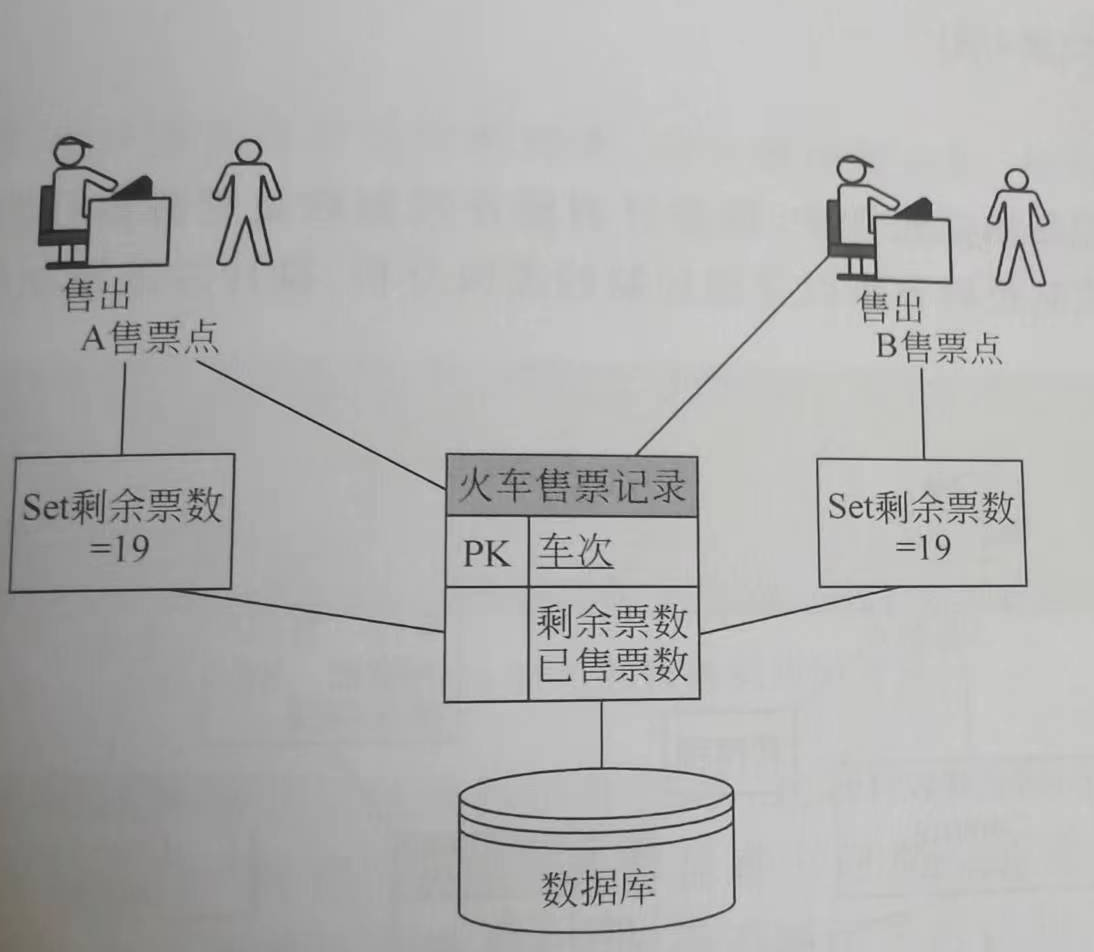 售出
A售票点
售出
B售票点
Set剩余票数
=19
火车售票记录
PK 车次
剩余票数
已售票数
Set剩余票数
=19
数据库